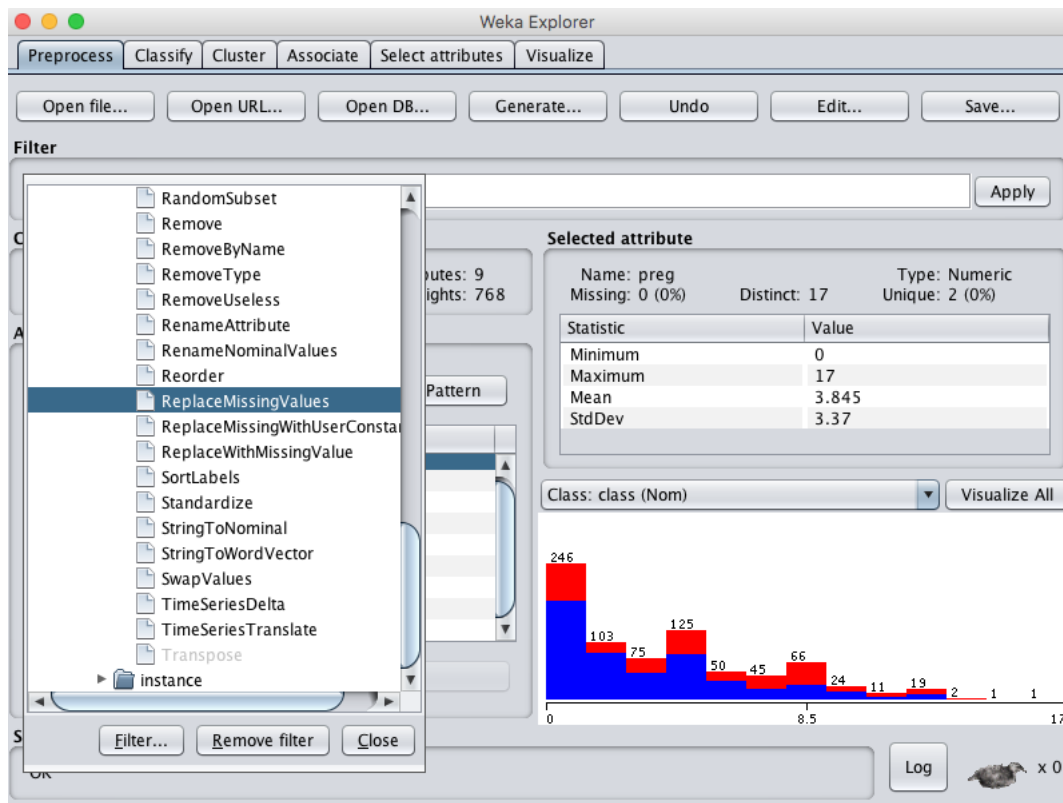 Weka Explorer
Preprocess Classify Cluster Associate Select attributes Visualize
Open file... Open URL... Open DB... Generate... Undo Edit... Save...
Filter
Apply
RandomSubset
Remove
RemoveByName
RemoveType
RemoveUseless
RenameAttribute
RenameNominalValues
Reorder
ReplaceMissingValues
ReplaceMissingWithUserConsta
ReplaceWithMissingValue
SortLabels
Standardize
StringToNominal
StringToWordVector
SwapValues
TimeSeriesDelta
TimeSeriesTranslate
Transpose
instance
Filter... Remove filter Close
C
butes: 9
ights: 768
A
Pattern
Selected attribute
Name: preg Type: Numeric
Missing: 0 (0%) Distinct: 17 Unique: 2 (0%)
Statistic Value
Minimum 0
Maximum 17
Mean 3.845
StdDev 3.37
Class: class (Nom) Visualize All
246
103
75
125
50
45
66
24
11
19
2
1
1
0 8.5 17
S
OK
Log x 0